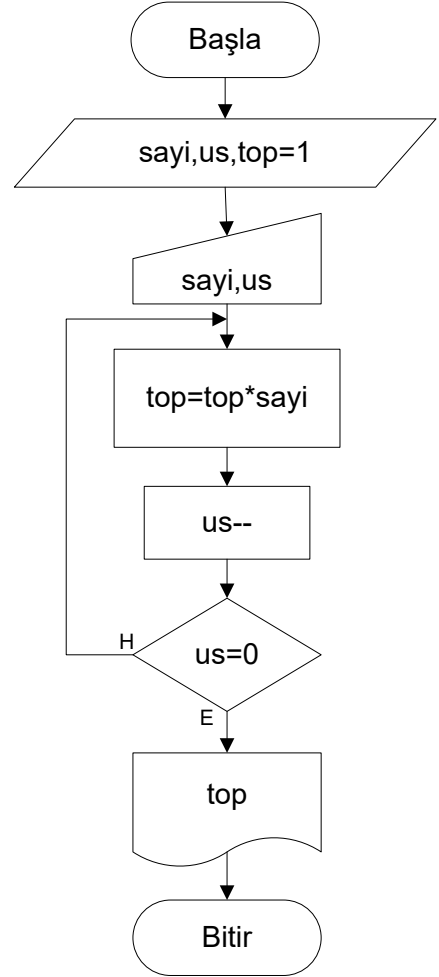 Başla
sayi,us,top=1
sayi,us
top=top*sayi
us--
H
us=0
E
top
Bitir